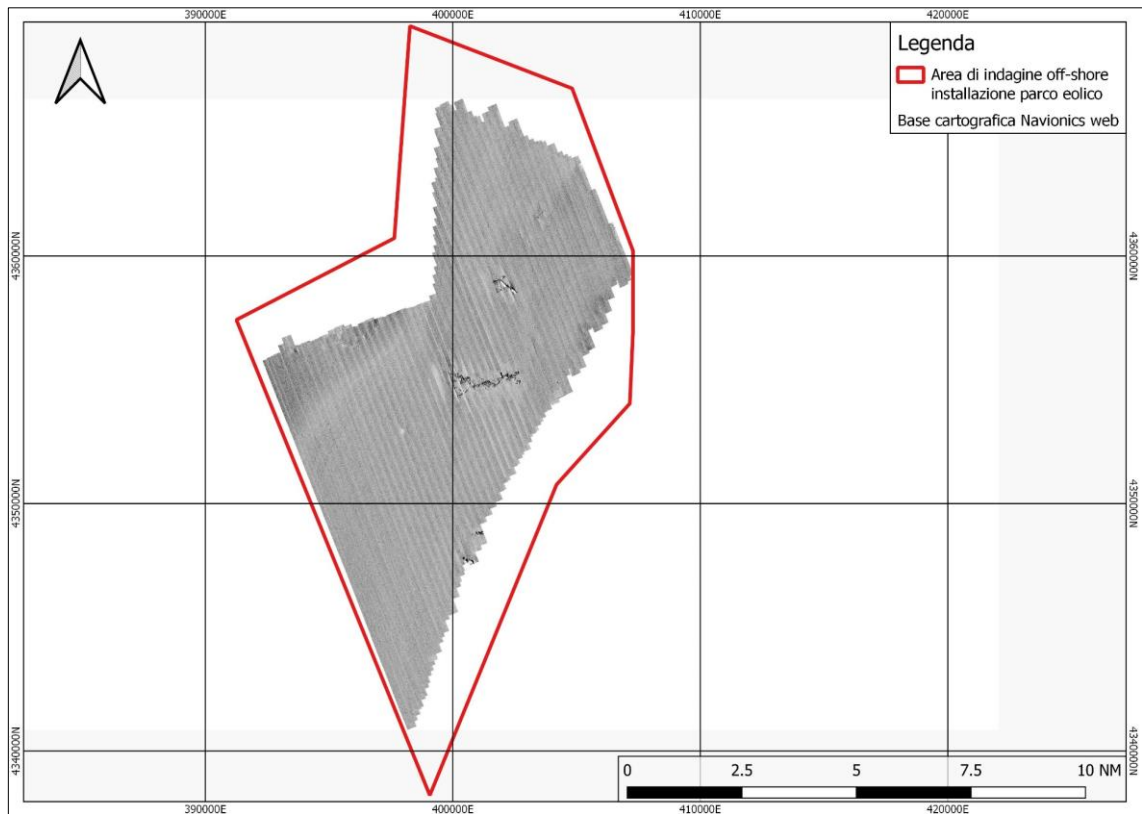 390000E 400000E 410000E 420000E
Legenda
Area di indagine off-shore
installazione parco eolico
Base cartografica Navionics web
4360000N 4360000N
4350000N 4350000N
4340000N 4340000N
0 2.5 5 7.5 10 NM
390000E 400000E 410000E 420000E